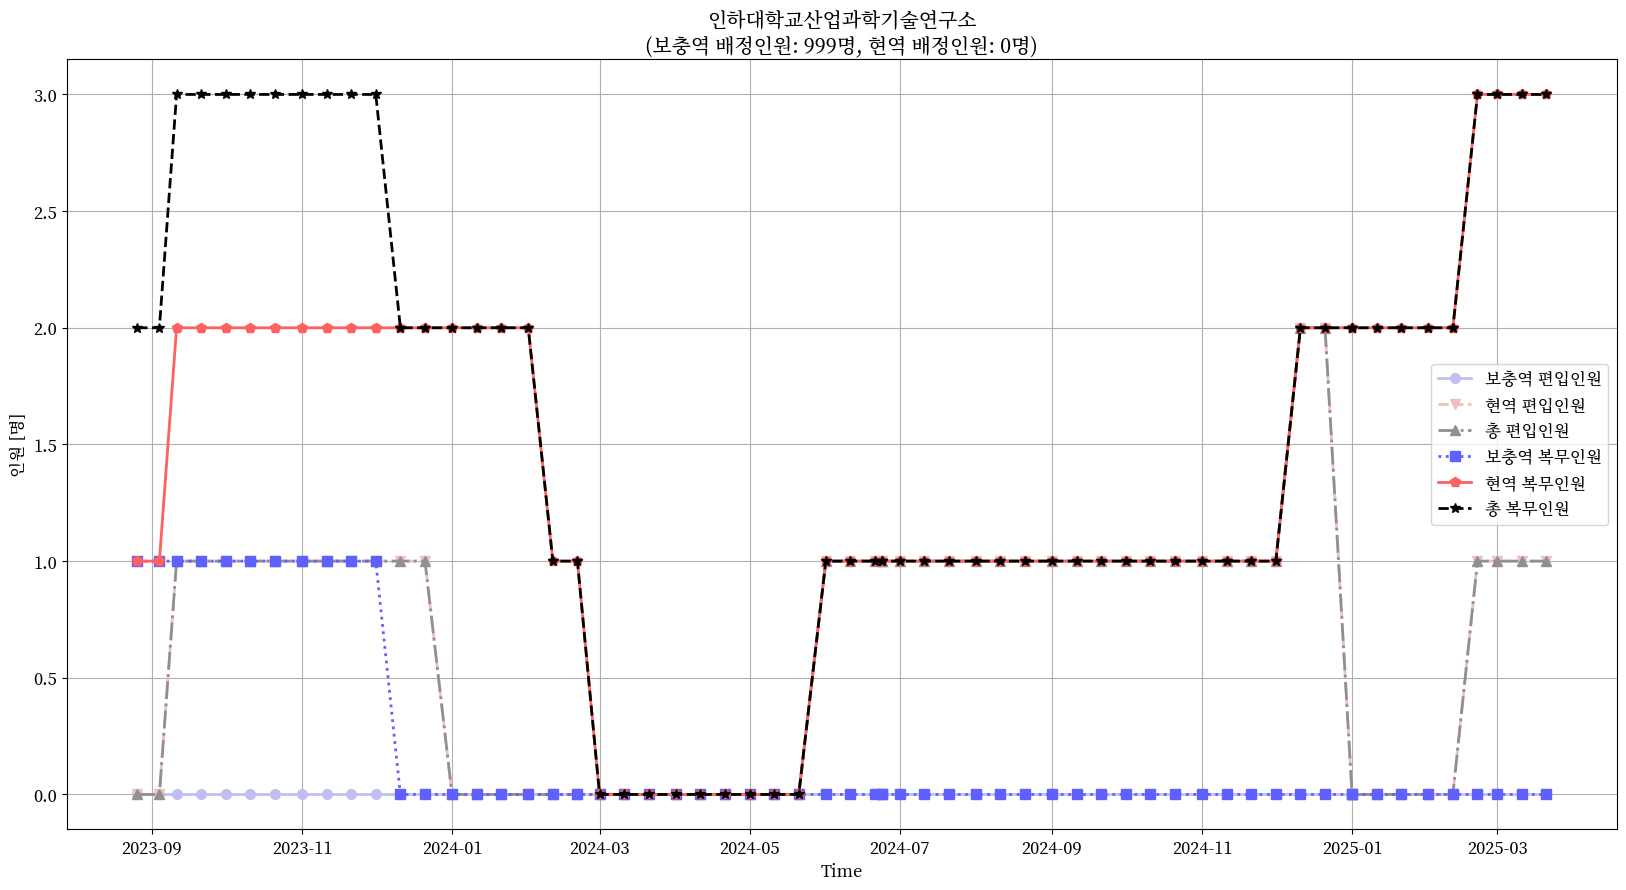 인하대학교산업과학기술연구소
(보충역 배정인원: 999명, 현역 배정인원: 0명)
인원 [명]
3.0
2.5
2.0
1.5
1.0
0.5
0.0
보충역 편입인원
현역 편입인원
총 편입인원
보충역 복무인원
현역 복무인원
총 복무인원
2023-09 2023-11 2024-01 2024-03 2024-05 2024-07 2024-09 2024-11 2025-01 2025-03
Time